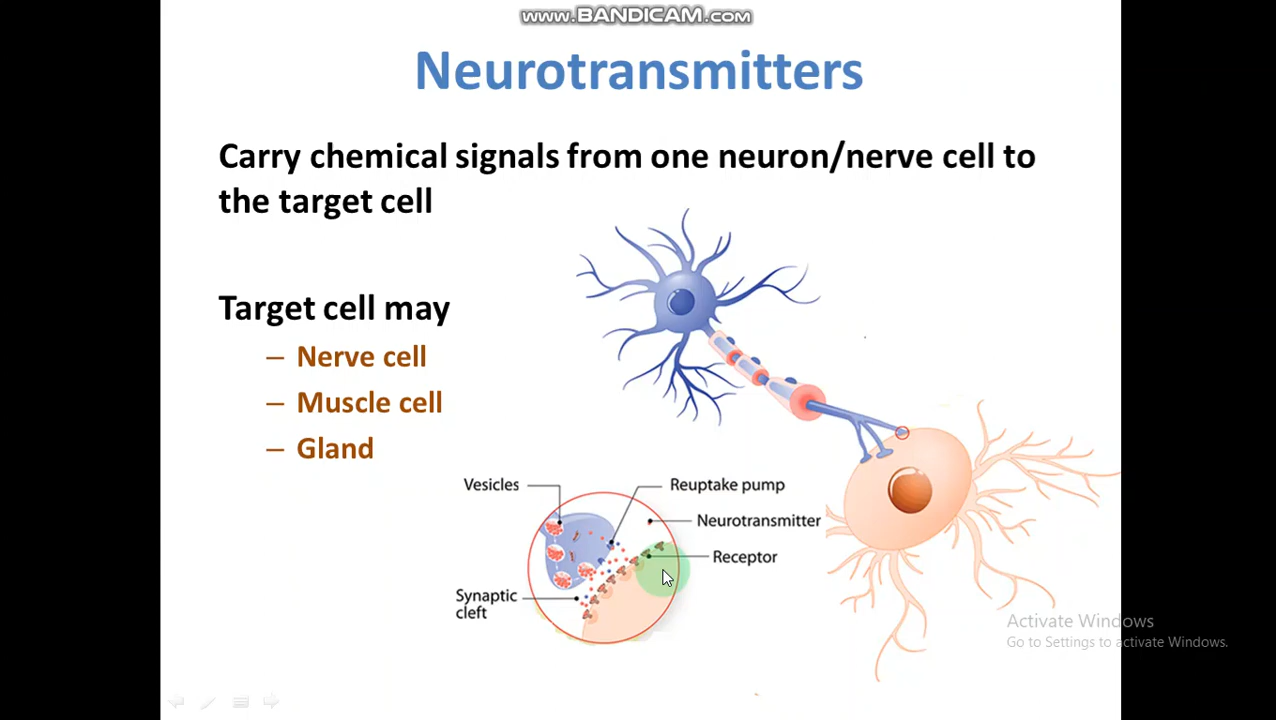 www.BANDICAM.com
Neurotransmitters
Carry chemical signals from one neuron/nerve cell to
the target cell
Target cell may
– Nerve cell
– Muscle cell
– Gland
Vesicles
Reuptake pump
Neurotransmitter
Receptor
Synaptic
cleft
Activate Windows
Go to Settings to activate Windows.